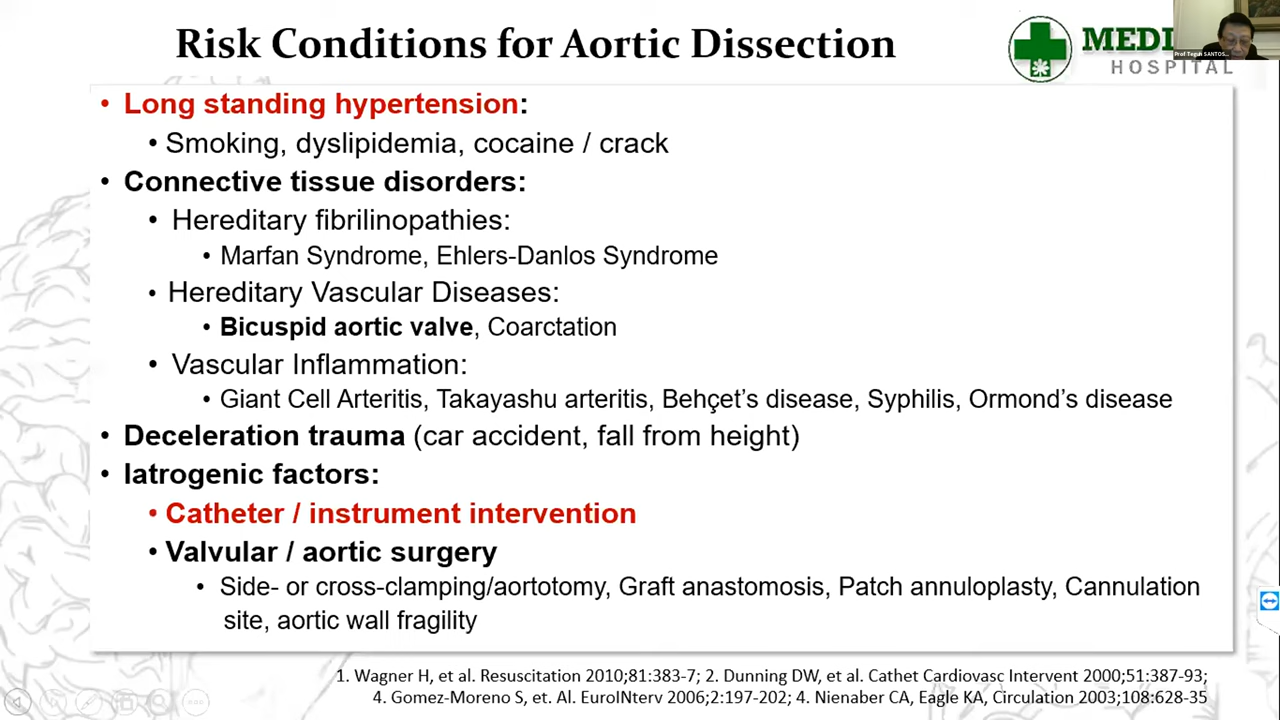 Risk Conditions for Aortic Dissection
MEDI
HOSPITAL
Prof Teguh SANTOS...
• Long standing hypertension:
• Smoking, dyslipidemia, cocaine / crack
• Connective tissue disorders:
• Hereditary fibrilinopathies:
• Marfan Syndrome, Ehlers-Danlos Syndrome
• Hereditary Vascular Diseases:
• Bicuspid aortic valve, Coarctation
• Vascular Inflammation:
• Giant Cell Arteritis, Takayashu arteritis, Behçet’s disease, Syphilis, Ormond’s disease
• Deceleration trauma (car accident, fall from height)
• Iatrogenic factors:
• Catheter / instrument intervention
• Valvular / aortic surgery
• Side- or cross-clamping/aortotomy, Graft anastomosis, Patch annuloplasty, Cannulation
site, aortic wall fragility
1. Wagner H, et al. Resuscitation 2010;81:383-7; 2. Dunning DW, et al. Cathet Cardiovasc Intervent 2000;51:387-93;
4. Gomez-Moreno S, et. Al. EuroINterv 2006;2:197-202; 4. Nienaber CA, Eagle KA, Circulation 2003;108:628-35